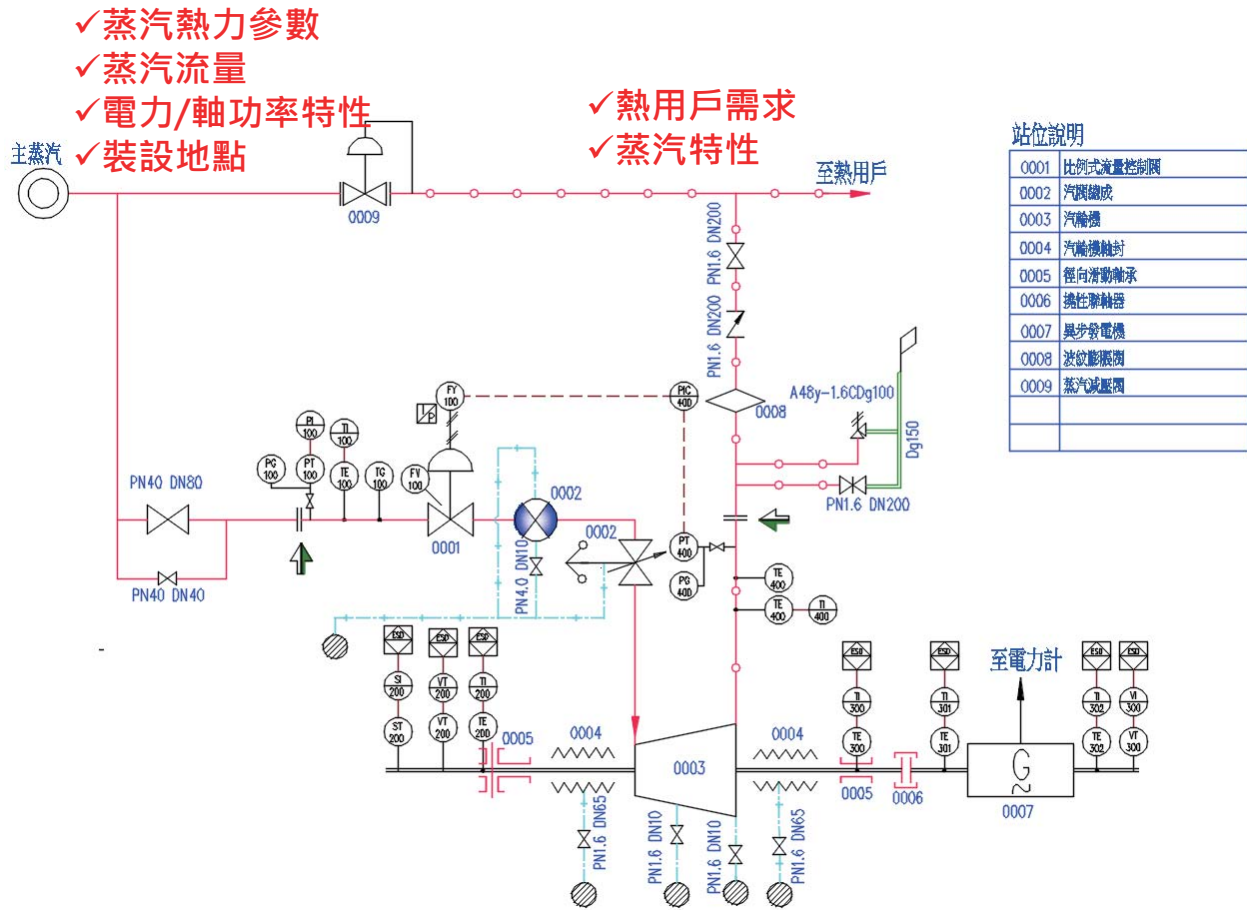 ✓蒸汽熱力參數
✓蒸汽流量
✓電力/軸功率特性
✓裝設地點
✓熱用戶需求
✓蒸汽特性
主蒸汽
0009
至熱用戶
站位說明
0001 比例式流量控制閥
0002 汽閥總成
0003 汽輪機
0004 汽輪機軸封
0005 徑向滑動軸承
0006 撓性聯軸器
0007 異步發電機
0008 波紋膨脹閥
0009 蒸汽減壓閥
PN1.6 DN200
PN1.6 DN200
0008
A48y-1.6CDg100
Dg150
PN1.6 DN200
FY 100
I/P
PIC 400
PI 100
TI 100
PG 100
PT 100
TE 100
TG 100
FV 100
PN40 DN80
PN40 DN40
0001
0002
0002
PN4.0 DN10
PT 400
PG 400
TE 400
TE 400
TI 400
ESD
ESD
ESD
SI 200
VT 200
TI 200
ST 200
VT 200
TE 200
0005
0004
0003
0004
ESD
ESD
TI 300
TI 301
TE 300
TE 301
0005
0006
至電力計
G
~
0007
ESD
ESD
TI 302
VI 300
TE 302
VT 300
PN1.6 DN65
PN1.6 DN10
PN1.6 DN10
PN1.6 DN65